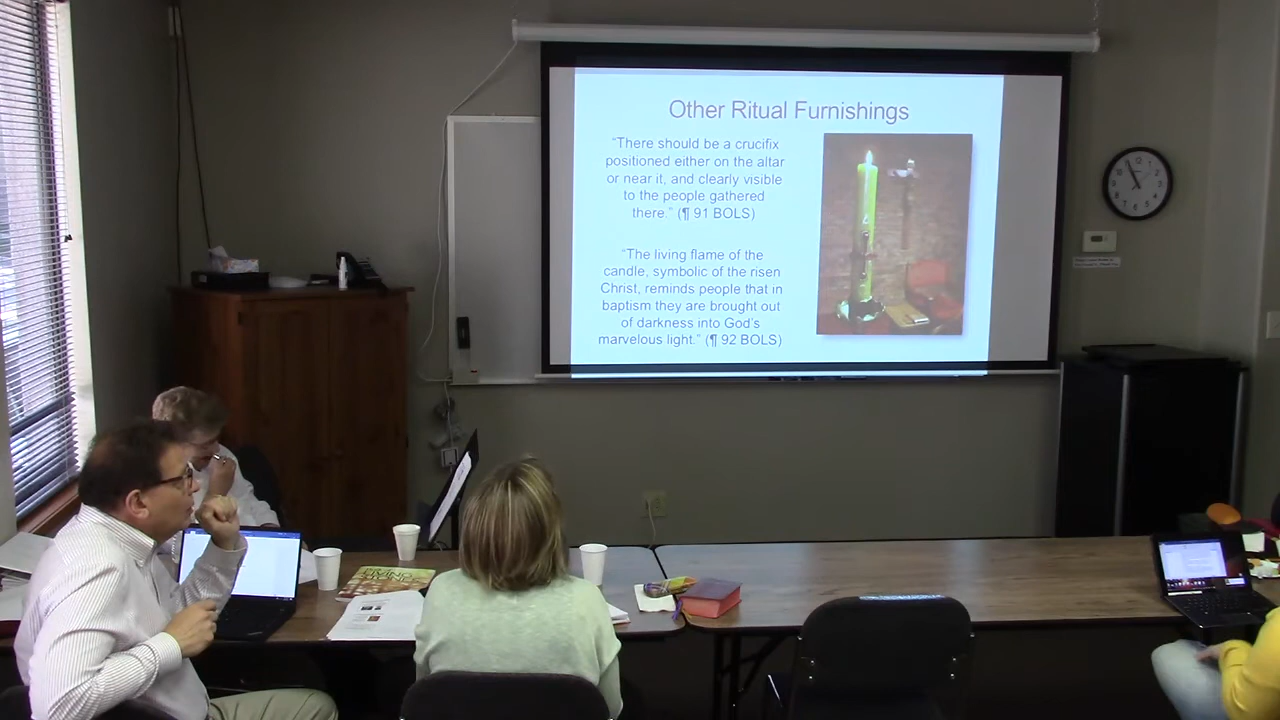 Other Ritual Furnishings
“There should be a crucifix
positioned either on the altar
or near it, and clearly visible
to the people gathered
there.” (¶ 91 BOLS)
“The living flame of the
candle, symbolic of the risen
Christ, reminds people that in
baptism they are brought out
of darkness into God’s
marvelous light.” (¶ 92 BOLS)